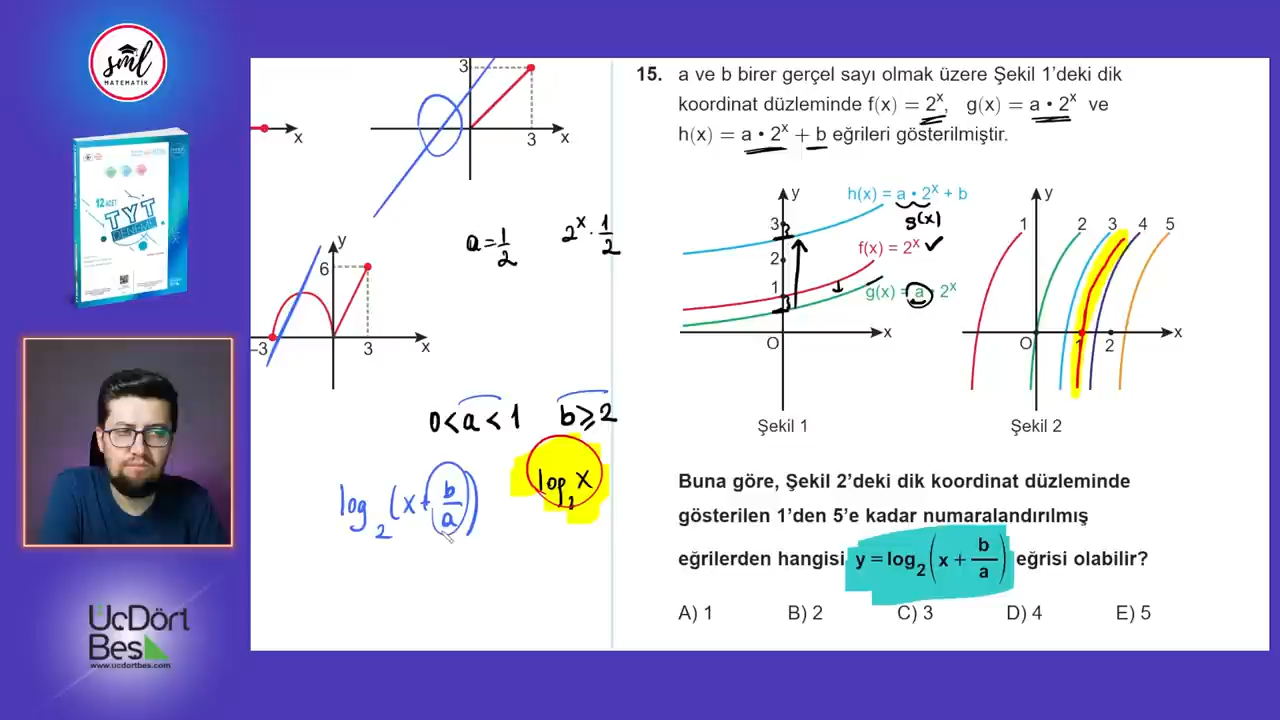 sml
MATEMATİK
12 ADET
TYT
DENEME
ÜcDört
Beş
www.ucdortbes.com
3
3
x
x
y
6
-3
3
x
a = 1/2
2^x · 1/2
0 < a < 1
b ≥ 2
log₂(x + b/a)
log₂ x
15. a ve b birer gerçel sayı olmak üzere Şekil 1'deki dik
koordinat düzleminde f(x) = 2^x, g(x) = a • 2^x ve
h(x) = a • 2^x + b eğrileri gösterilmiştir.
y
h(x) = a • 2^x + b
g(x)
3
f(x) = 2^x ✓
2
1
g(x) = a • 2^x
O
x
Şekil 1
y
1 2 3 4 5
O 1 2 x
Şekil 2
Buna göre, Şekil 2'deki dik koordinat düzleminde
gösterilen 1'den 5'e kadar numaralandırılmış
eğrilerden hangisi y = log₂(x + b/a) eğrisi olabilir?
A) 1 B) 2 C) 3 D) 4 E) 5